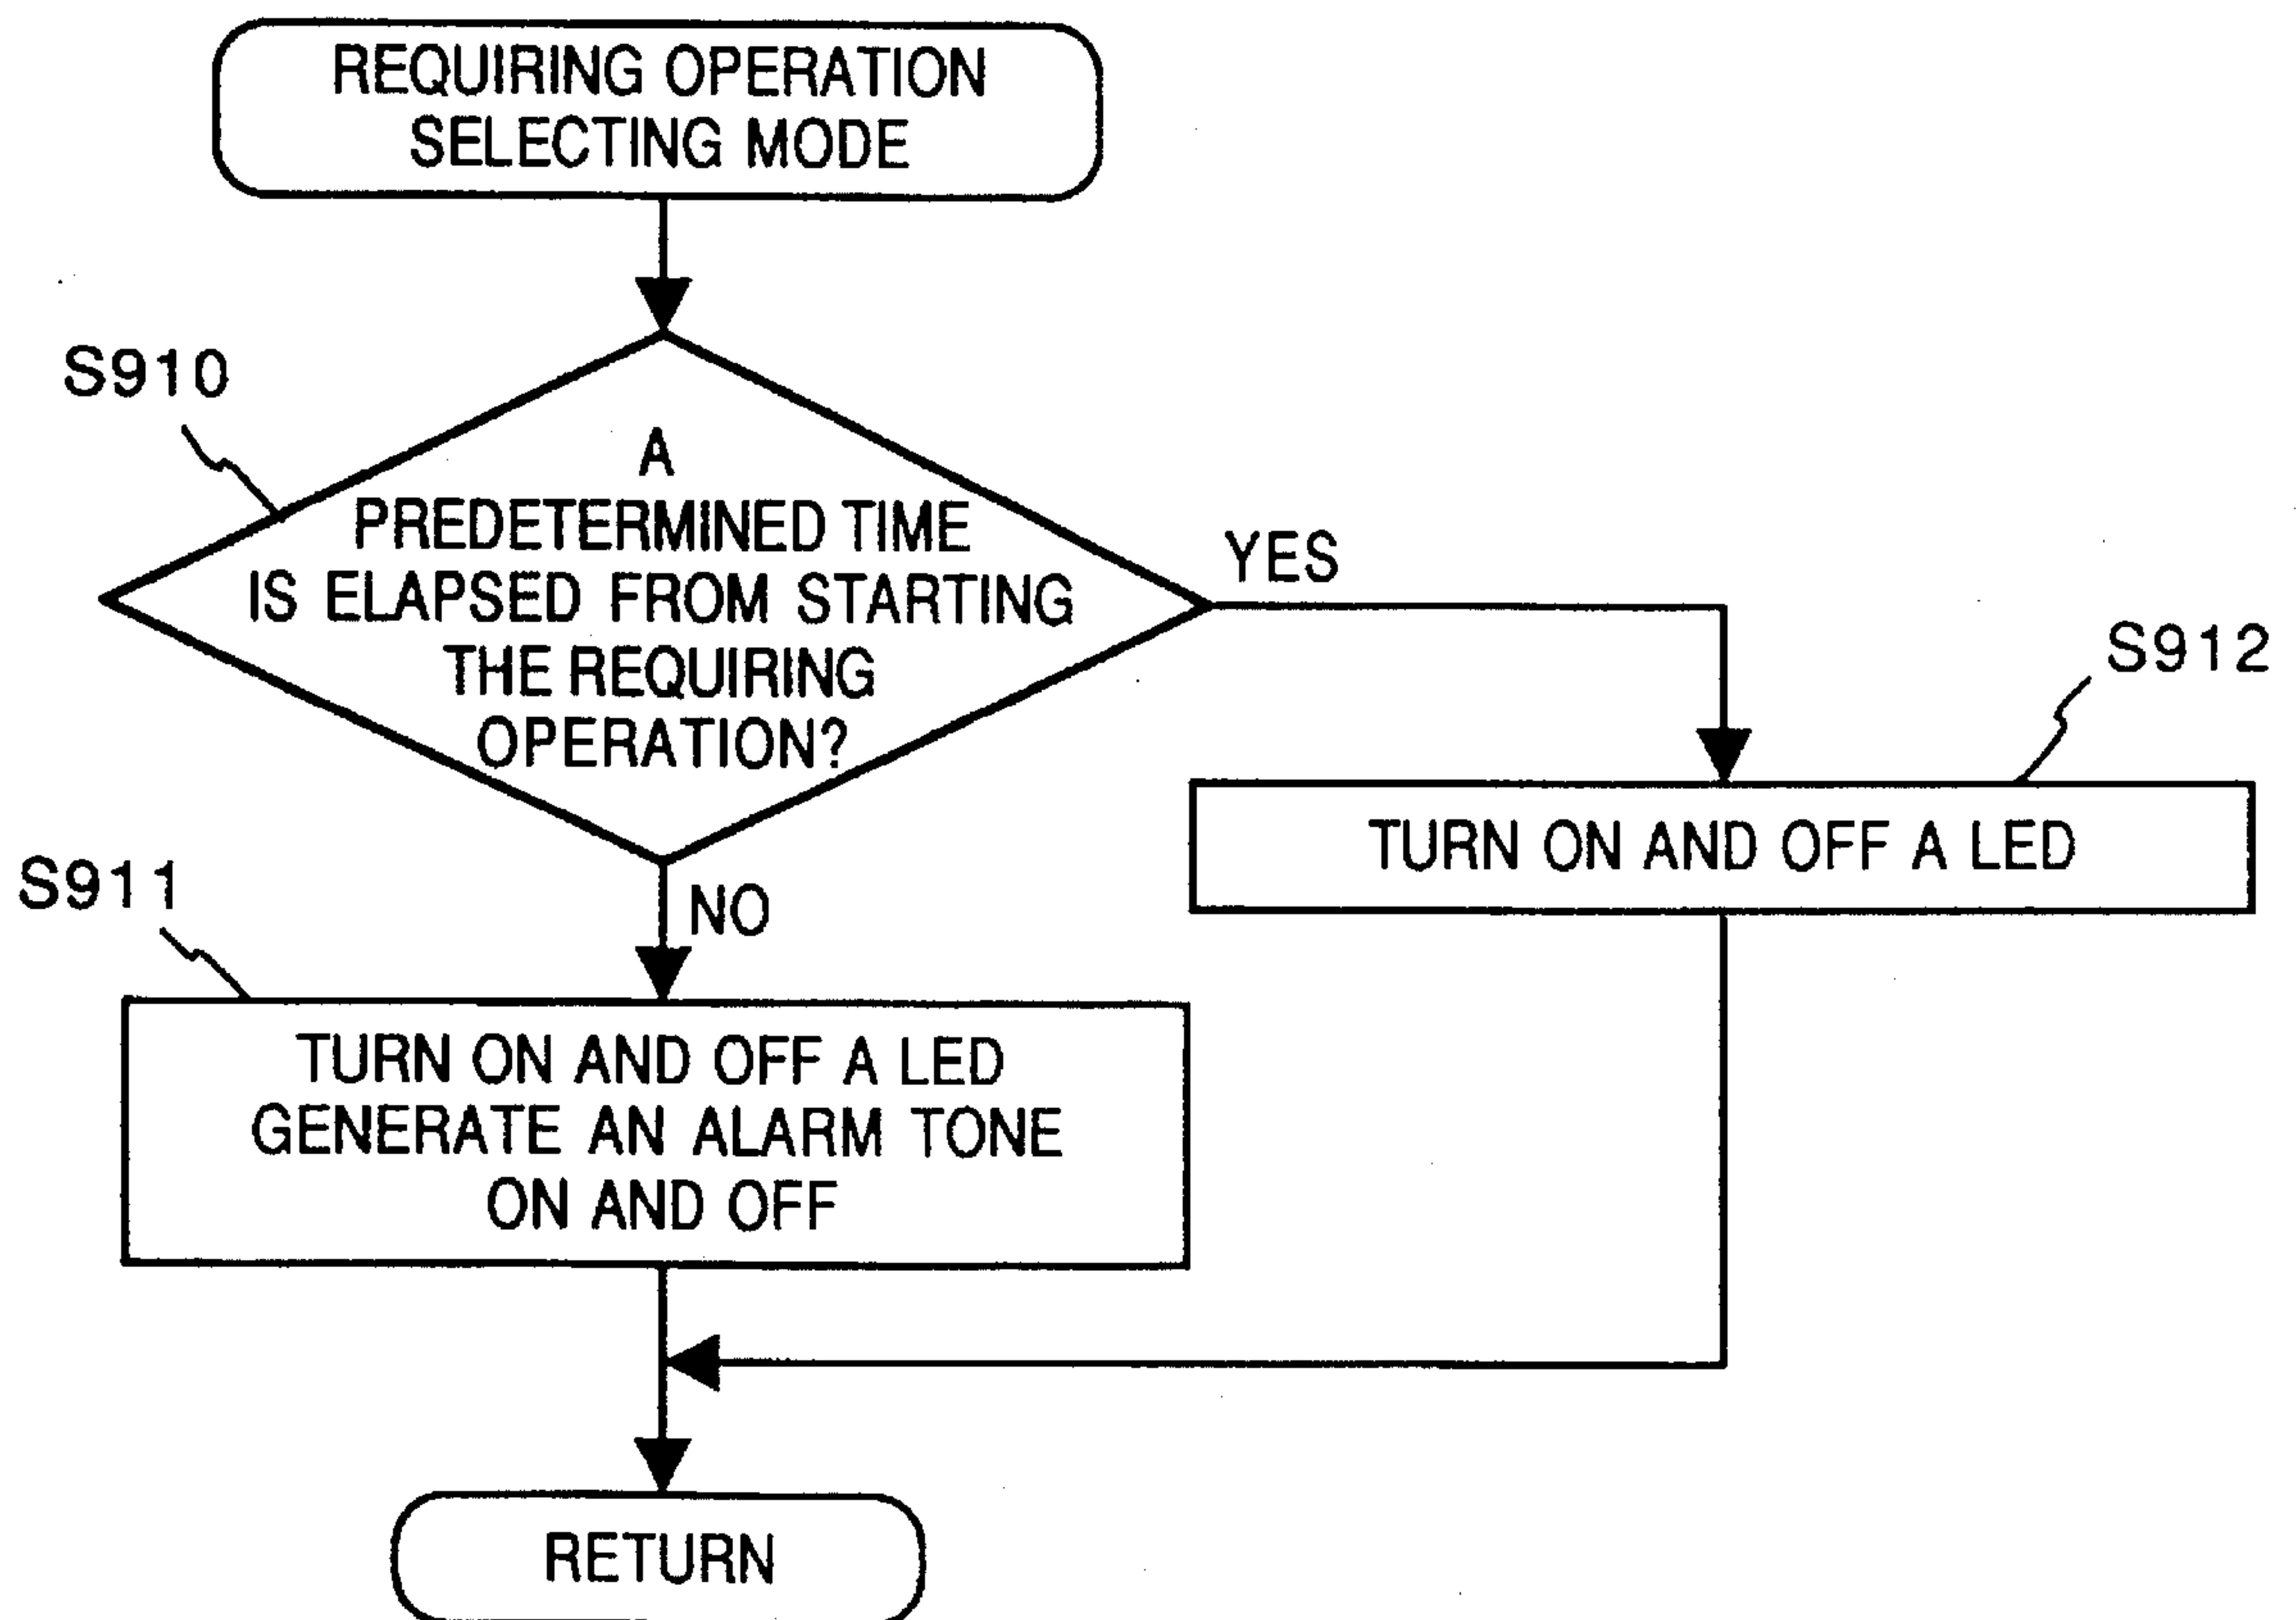 REQUIRING OPERATION
SELECTING MODE
S910
A
PREDETERMINED TIME
IS ELAPSED FROM STARTING
THE REQUIRING
OPERATION?
YES
S912
TURN ON AND OFF A LED
NO
S911
TURN ON AND OFF A LED
GENERATE AN ALARM TONE
ON AND OFF
RETURN